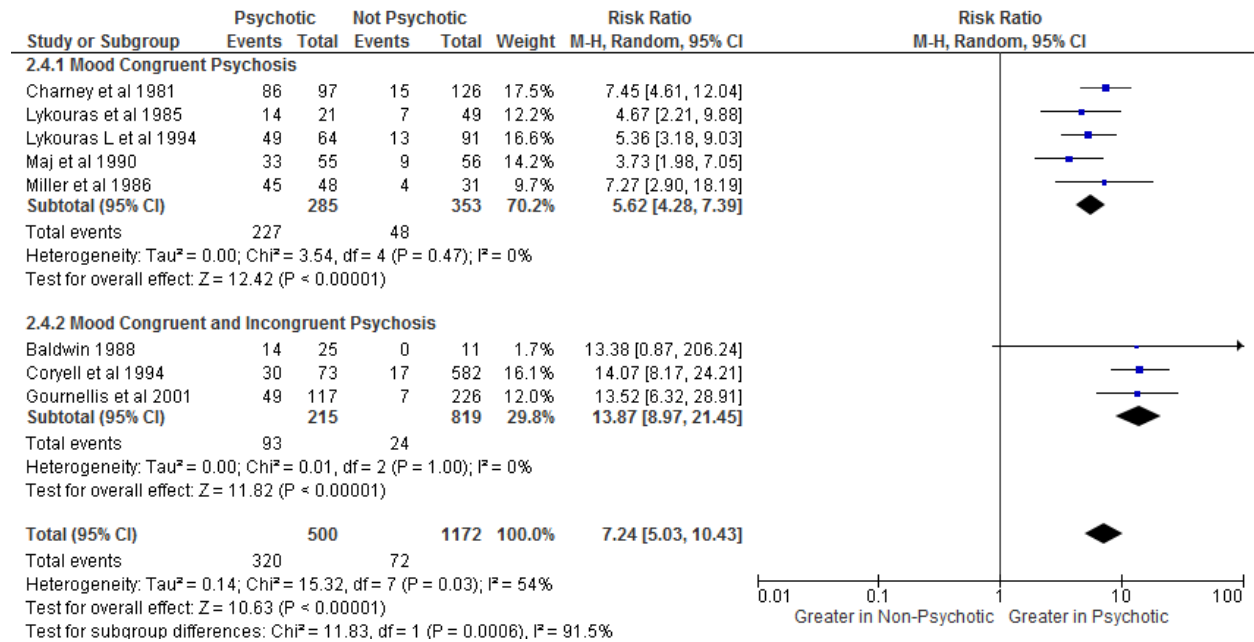 Psychotic Not Psychotic Risk Ratio Risk Ratio
Study or Subgroup Events Total Events Total Weight M-H, Random, 95% CI M-H, Random, 95% CI
2.4.1 Mood Congruent Psychosis
Charney et al 1981 86 97 15 126 17.5% 7.45 [4.61, 12.04]
Lykouras et al 1985 14 21 7 49 12.2% 4.67 [2.21, 9.88]
Lykouras L et al 1994 49 64 13 91 16.6% 5.36 [3.18, 9.03]
Maj et al 1990 33 55 9 56 14.2% 3.73 [1.98, 7.05]
Miller et al 1986 45 48 4 31 9.7% 7.27 [2.90, 18.19]
Subtotal (95% CI) 285 353 70.2% 5.62 [4.28, 7.39]
Total events 227 48
Heterogeneity: Tau² = 0.00; Chi² = 3.54, df = 4 (P = 0.47); I² = 0%
Test for overall effect: Z = 12.42 (P < 0.00001)
2.4.2 Mood Congruent and Incongruent Psychosis
Baldwin 1988 14 25 0 11 1.7% 13.38 [0.87, 206.24]
Coryell et al 1994 30 73 17 582 16.1% 14.07 [8.17, 24.21]
Gournellis et al 2001 49 117 7 226 12.0% 13.52 [6.32, 28.91]
Subtotal (95% CI) 215 819 29.8% 13.87 [8.97, 21.45]
Total events 93 24
Heterogeneity: Tau² = 0.00; Chi² = 0.01, df = 2 (P = 1.00); I² = 0%
Test for overall effect: Z = 11.82 (P < 0.00001)
Total (95% CI) 500 1172 100.0% 7.24 [5.03, 10.43]
Total events 320 72
Heterogeneity: Tau² = 0.14; Chi² = 15.32, df = 7 (P = 0.03); I² = 54%
Test for overall effect: Z = 10.63 (P < 0.00001)
Test for subgroup differences: Chi² = 11.83, df = 1 (P = 0.0006), I² = 91.5%
0.01 0.1 1 10 100
Greater in Non-Psychotic Greater in Psychotic